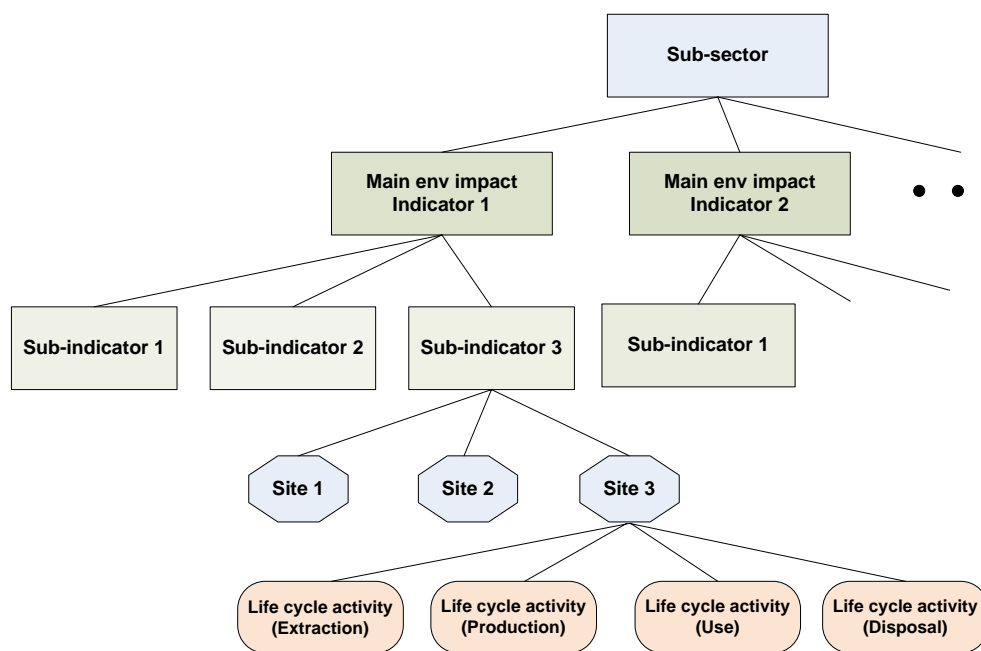 Sub-sector
Main env impact
Indicator 1
Main env impact
Indicator 2
Sub-indicator 1
Sub-indicator 2
Sub-indicator 3
Sub-indicator 1
Site 1
Site 2
Site 3
Life cycle activity
(Extraction)
Life cycle activity
(Production)
Life cycle activity
(Use)
Life cycle activity
(Disposal)